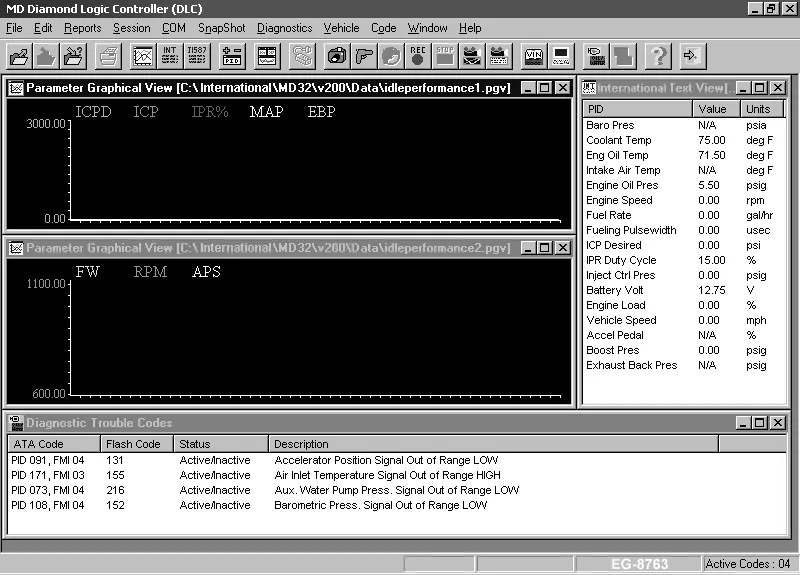 MD Diamond Logic Controller (DLC)
File Edit Reports Session COM SnapShot Diagnostics Vehicle Code Window Help
INT TI587 PID REC STOP VIN
Parameter Graphical View [C:\International\MD32\v200\Data\idleperformance1.pgv]
ICPD ICP IPR% MAP EBP
3000.00
0.00
Parameter Graphical View [C:\International\MD32\v200\Data\idleperformance2.pgv]
FW RPM APS
1100.00
600.00
INT International Text View[..
PID Value Units
Baro Pres N/A psia
Coolant Temp 75.00 deg F
Eng Oil Temp 71.50 deg F
Intake Air Temp N/A deg F
Engine Oil Pres 5.50 psig
Engine Speed 0.00 rpm
Fuel Rate 0.00 gal/hr
Fueling Pulsewidth 0.00 usec
ICP Desired 0.00 psi
IPR Duty Cycle 15.00 %
Inject Ctrl Pres 0.00 psig
Battery Volt 12.75 V
Engine Load 0.00 %
Vehicle Speed 0.00 mph
Accel Pedal N/A %
Boost Pres 0.00 psig
Exhaust Back Pres N/A psig
Diagnostic Trouble Codes
ATA Code Flash Code Status Description
PID 091, FMI 04 131 Active/Inactive Accelerator Position Signal Out of Range LOW
PID 171, FMI 03 155 Active/Inactive Air Inlet Temperature Signal Out of Range HIGH
PID 073, FMI 04 216 Active/Inactive Aux. Water Pump Press. Signal Out of Range LOW
PID 108, FMI 04 152 Active/Inactive Barometric Press. Signal Out of Range LOW
EG-8763 Active Codes : 04